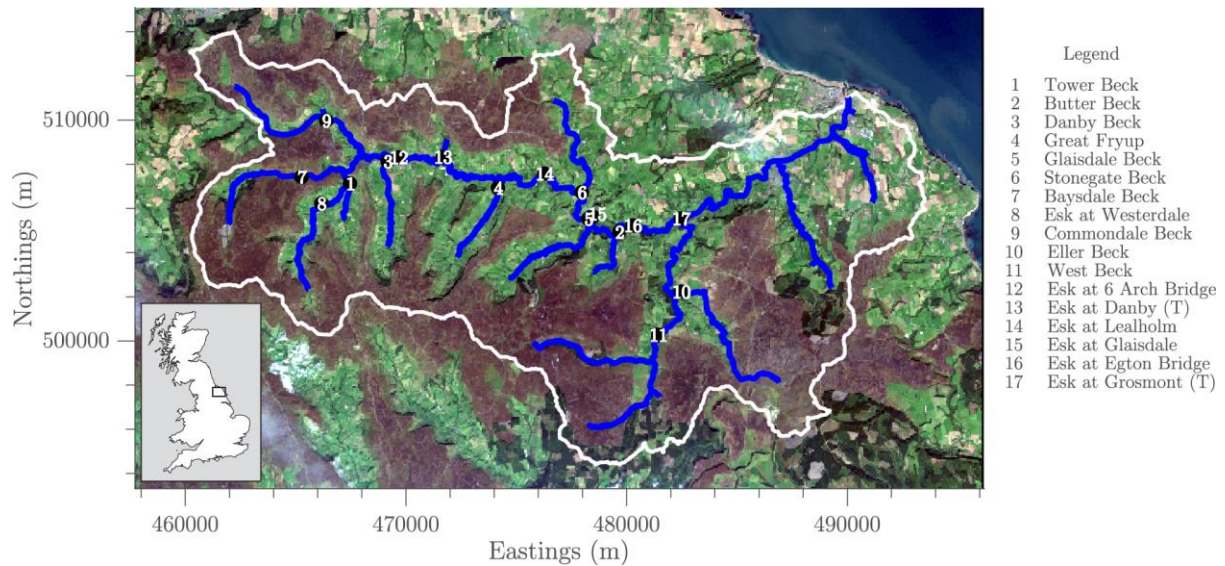 Northings (m)
510000
500000
460000
470000
480000
490000
Eastings (m)
9
3
12
13
7
1
8
4
14
6
5
15
2
16
17
10
11
Legend
1 Tower Beck
2 Butter Beck
3 Danby Beck
4 Great Fryup
5 Glaisdale Beck
6 Stonegate Beck
7 Baysdale Beck
8 Esk at Westerdale
9 Commondale Beck
10 Eller Beck
11 West Beck
12 Esk at 6 Arch Bridge
13 Esk at Danby (T)
14 Esk at Lealholm
15 Esk at Glaisdale
16 Esk at Egton Bridge
17 Esk at Grosmont (T)